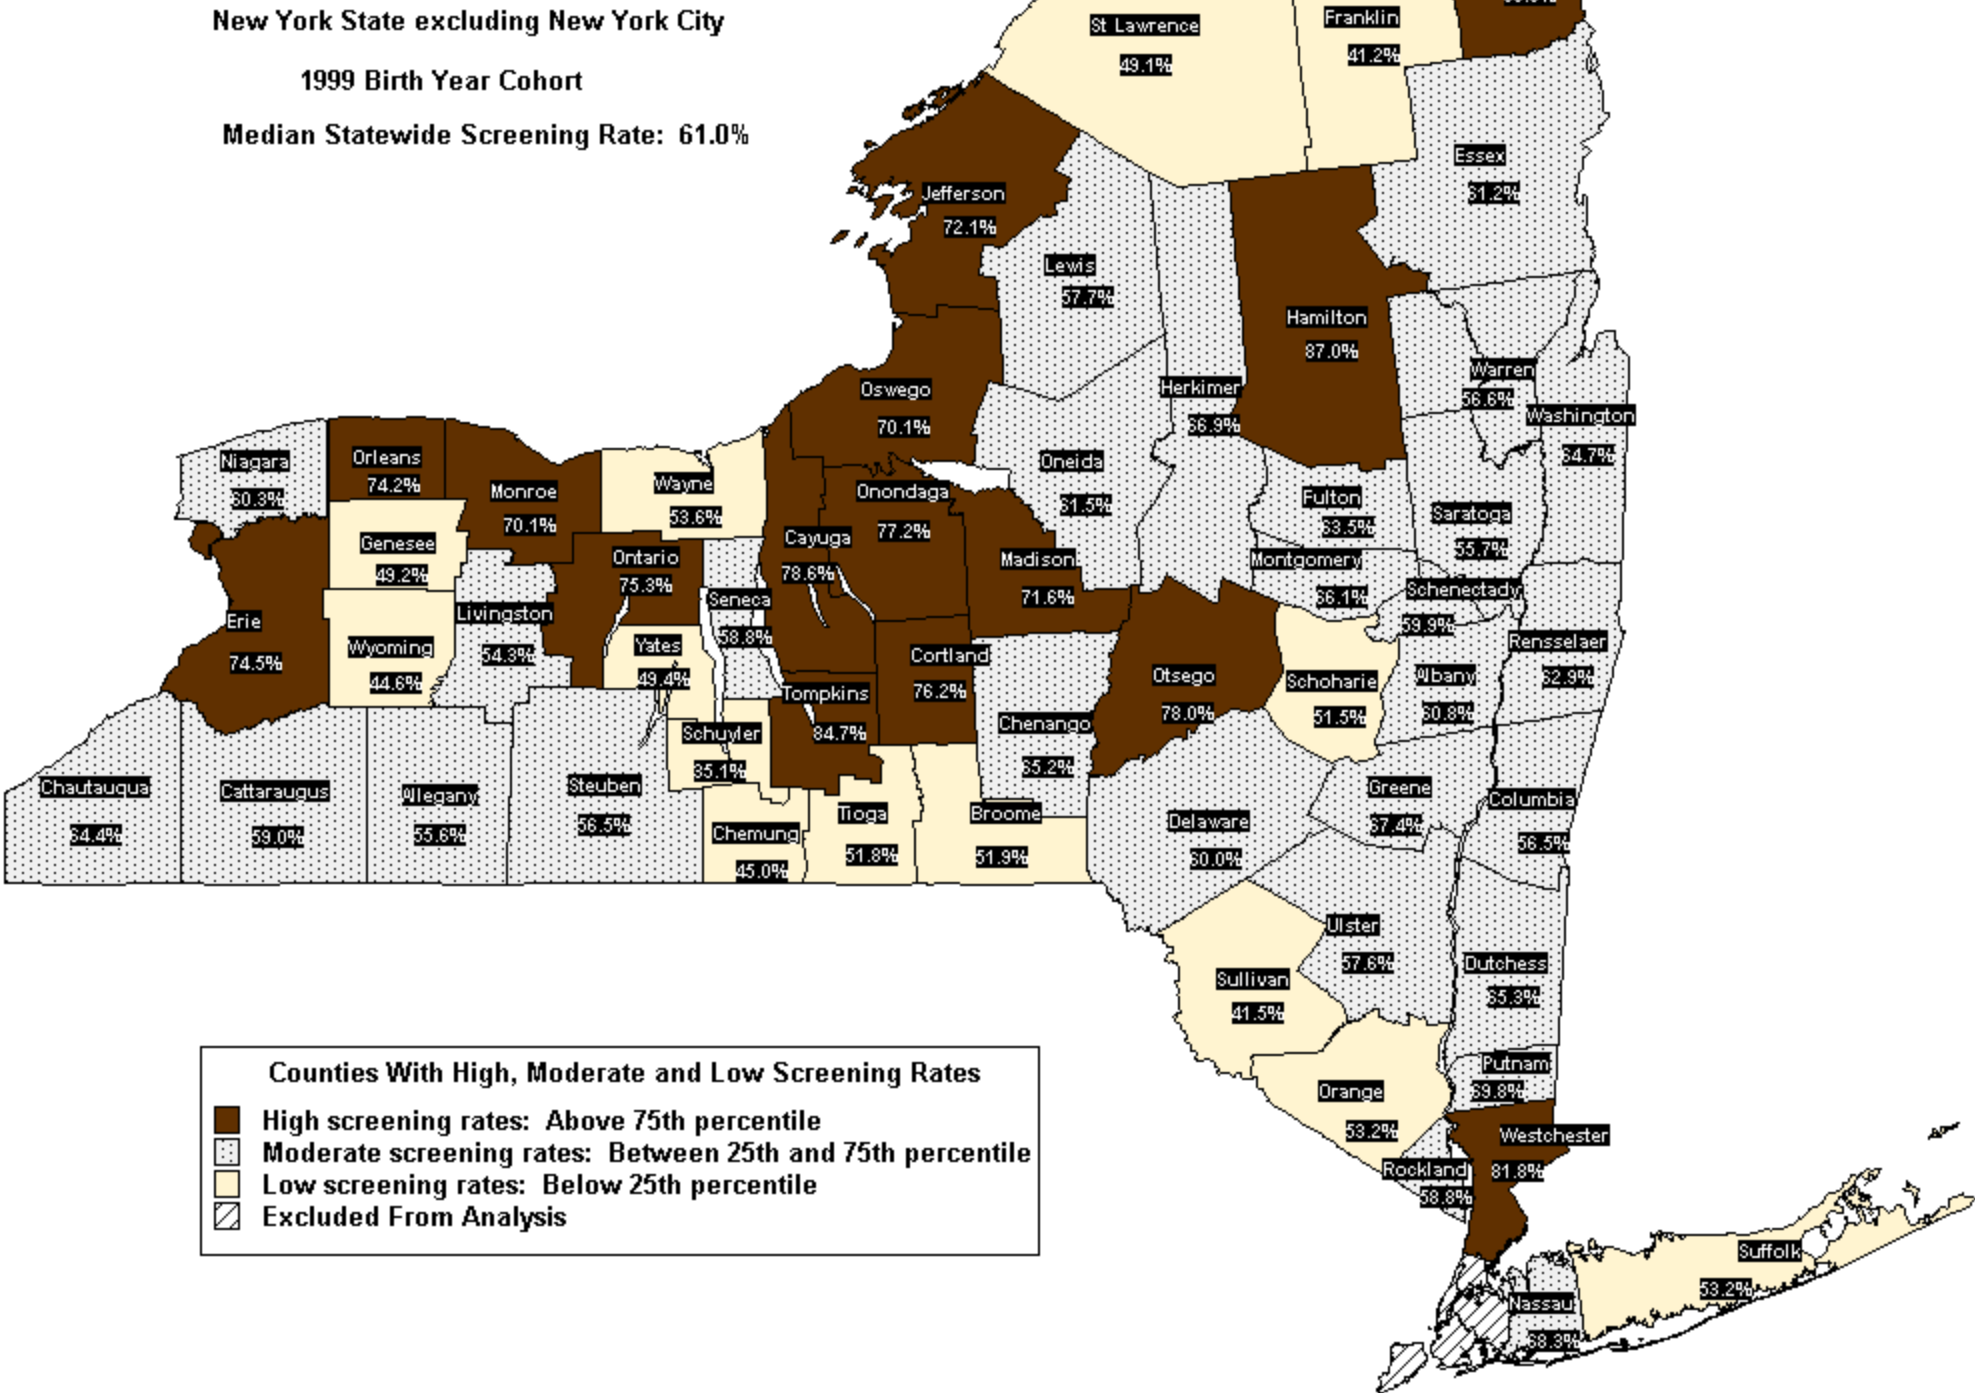 New York State excluding New York City
1999 Birth Year Cohort
Median Statewide Screening Rate: 61.0%
St Lawrence
49.1%
Franklin
41.2%
Essex
61.2%
Jefferson
72.1%
Lewis
57.7%
Hamilton
87.0%
Herkimer
66.9%
Warren
56.6%
Washington
64.7%
Oswego
70.1%
Oneida
61.5%
Niagara
60.3%
Orleans
74.2%
Monroe
70.1%
Wayne
53.6%
Onondaga
77.2%
Fulton
63.5%
Saratoga
55.7%
Genesee
49.2%
Ontario
75.3%
Cayuga
78.6%
Madison
71.6%
Montgomery
66.1%
Schenectady
59.9%
Livingston
54.3%
Seneca
58.8%
Erie
74.5%
Wyoming
44.6%
Yates
49.4%
Cortland
76.2%
Otsego
78.0%
Schoharie
51.5%
Albany
60.8%
Rensselaer
62.9%
Tompkins
84.7%
Schuyler
35.1%
Chenango
65.2%
Chautauqua
64.4%
Cattaraugus
59.0%
Allegany
55.6%
Steuben
56.5%
Chemung
45.0%
Tioga
51.8%
Broome
51.9%
Delaware
60.0%
Greene
67.4%
Columbia
56.5%
Ulster
57.6%
Sullivan
41.5%
Dutchess
65.3%
Putnam
69.8%
Orange
53.2%
Westchester
81.8%
Rockland
58.8%
Suffolk
53.2%
Nassau
68.3%
Counties With High, Moderate and Low Screening Rates
High screening rates: Above 75th percentile
Moderate screening rates: Between 25th and 75th percentile
Low screening rates: Below 25th percentile
Excluded From Analysis